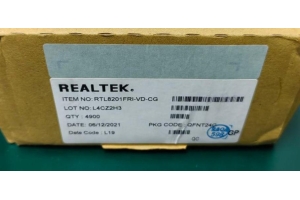 REALTEK.
ITEM NO: RTL8201FRI-VD-CG
LOT NO: L4CZ2H3
QTY : 4900
DATE: 06/12/2021
PKG CODE:
Date Code : L19
GP